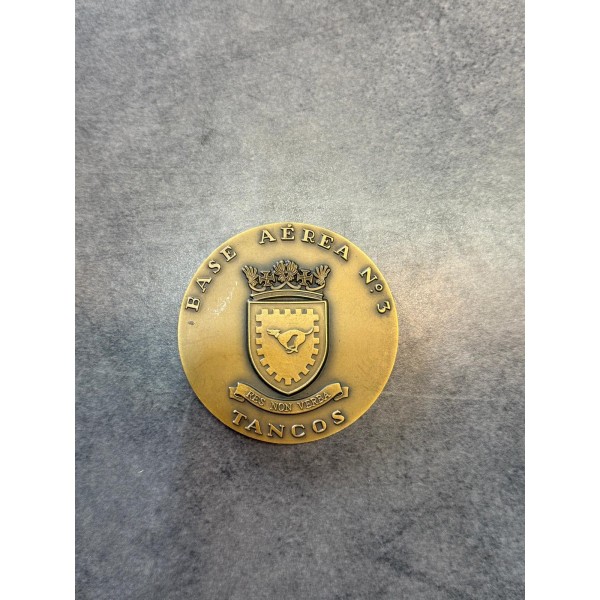 BASE AÉREA Nº.3
RES NON VERBA
TANCOS